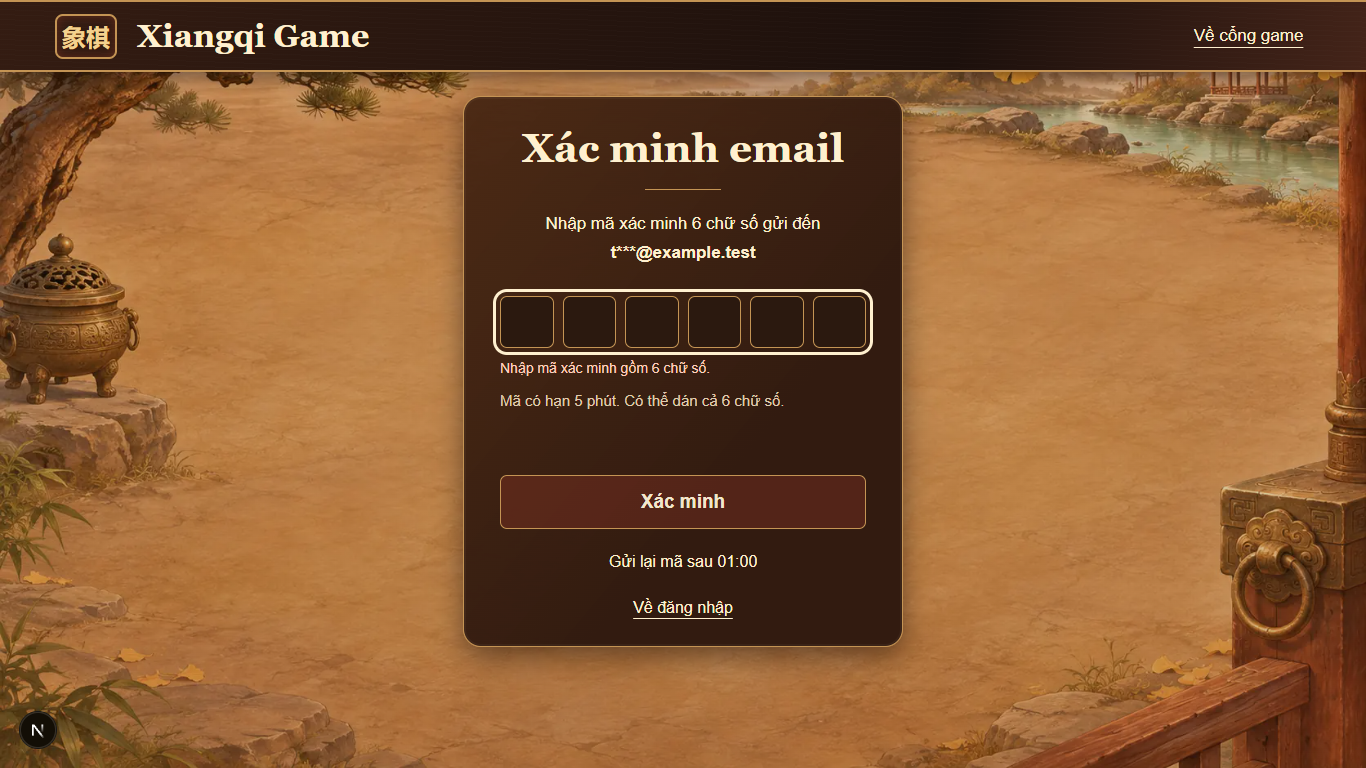 象棋
Xiangqi Game
Về cổng game
Xác minh email
Nhập mã xác minh 6 chữ số gửi đến
t***@example.test
Nhập mã xác minh gồm 6 chữ số.
Mã có hạn 5 phút. Có thể dán cả 6 chữ số.
Xác minh
Gửi lại mã sau 01:00
Về đăng nhập
N